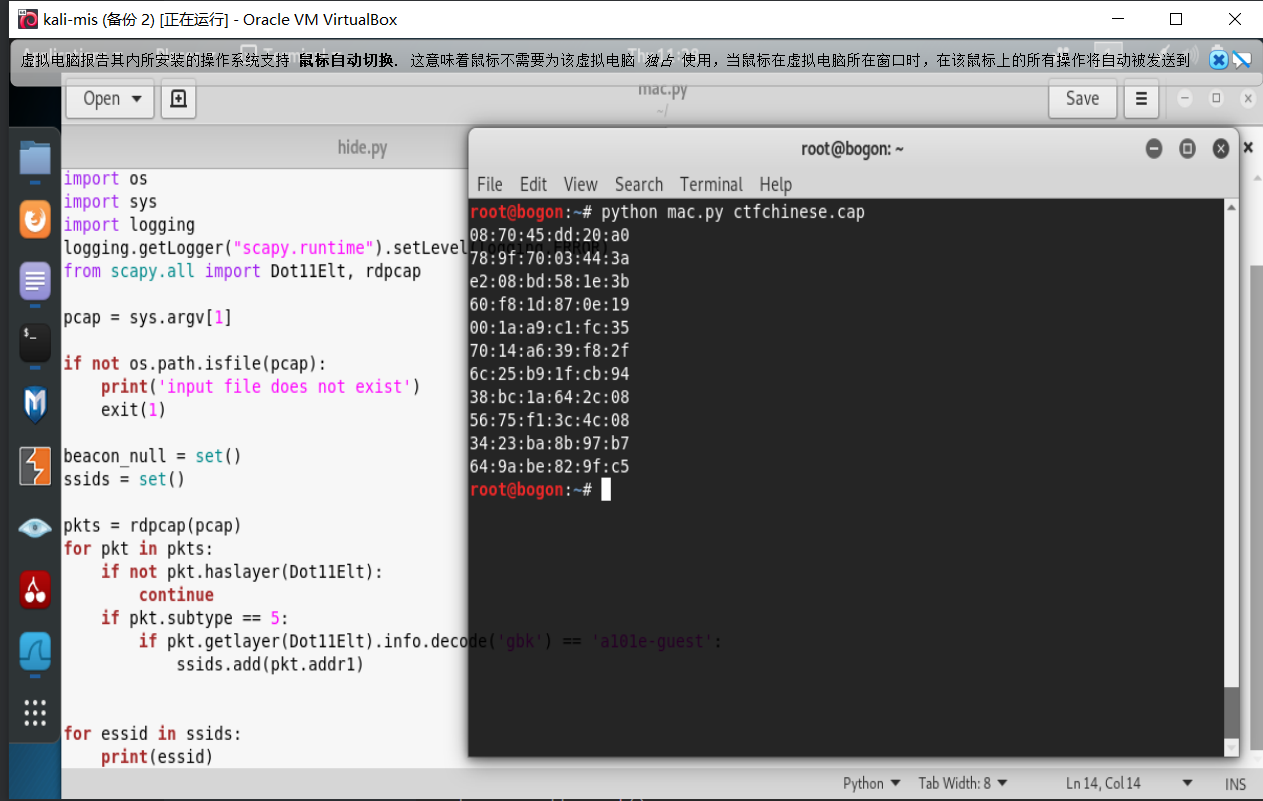 kali-mis (备份 2) [正在运行] - Oracle VM VirtualBox
虚拟电脑报告其内所安装的操作系统支持 鼠标自动切换. 这意味着鼠标不需要为该虚拟电脑 独占 使用，当鼠标在虚拟电脑所在窗口时，在该鼠标上的所有操作将自动被发送到
Open
mac.py
~/
Save
hide.py
import os
import sys
import logging
logging.getLogger("scapy.runtime").setLevel(logging.ERROR)
from scapy.all import Dot11Elt, rdpcap
pcap = sys.argv[1]
if not os.path.isfile(pcap):
    print('input file does not exist')
    exit(1)
beacon_null = set()
ssids = set()
pkts = rdpcap(pcap)
for pkt in pkts:
    if not pkt.haslayer(Dot11Elt):
        continue
    if pkt.subtype == 5:
        if pkt.getlayer(Dot11Elt).info.decode('gbk') == 'a101e-guest':
            ssids.add(pkt.addr1)
for essid in ssids:
    print(essid)
root@bogon: ~
File Edit View Search Terminal Help
root@bogon:~# python mac.py ctfchinese.cap
08:70:45:dd:20:a0
78:9f:70:03:44:3a
e2:08:bd:58:1e:3b
60:f8:1d:87:0e:19
00:1a:a9:c1:fc:35
70:14:a6:39:f8:2f
6c:25:b9:1f:cb:94
38:bc:1a:64:2c:08
56:75:f1:3c:4c:08
34:23:ba:8b:97:b7
64:9a:be:82:9f:c5
root@bogon:~#
Python Tab Width: 8 Ln 14, Col 14 INS